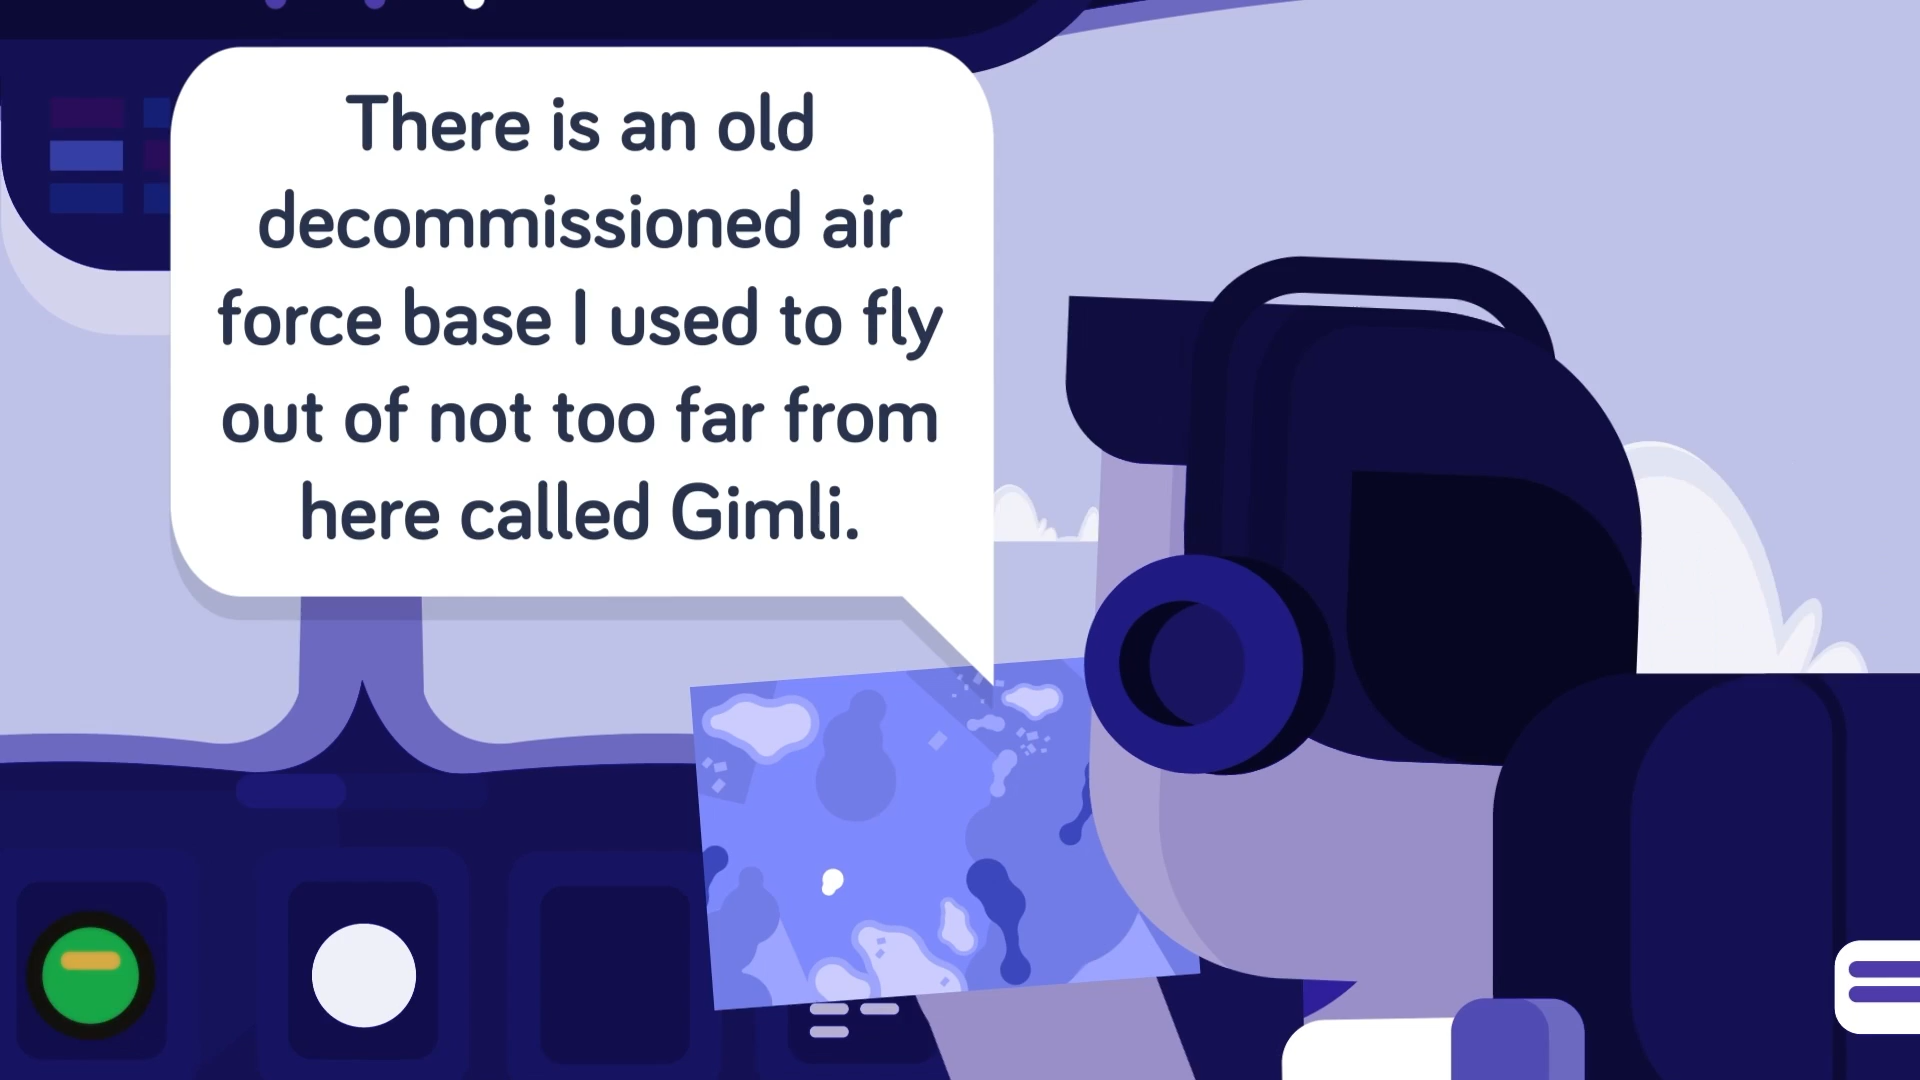 There is an old
decommissioned air
force base I used to fly
out of not too far from
here called Gimli.